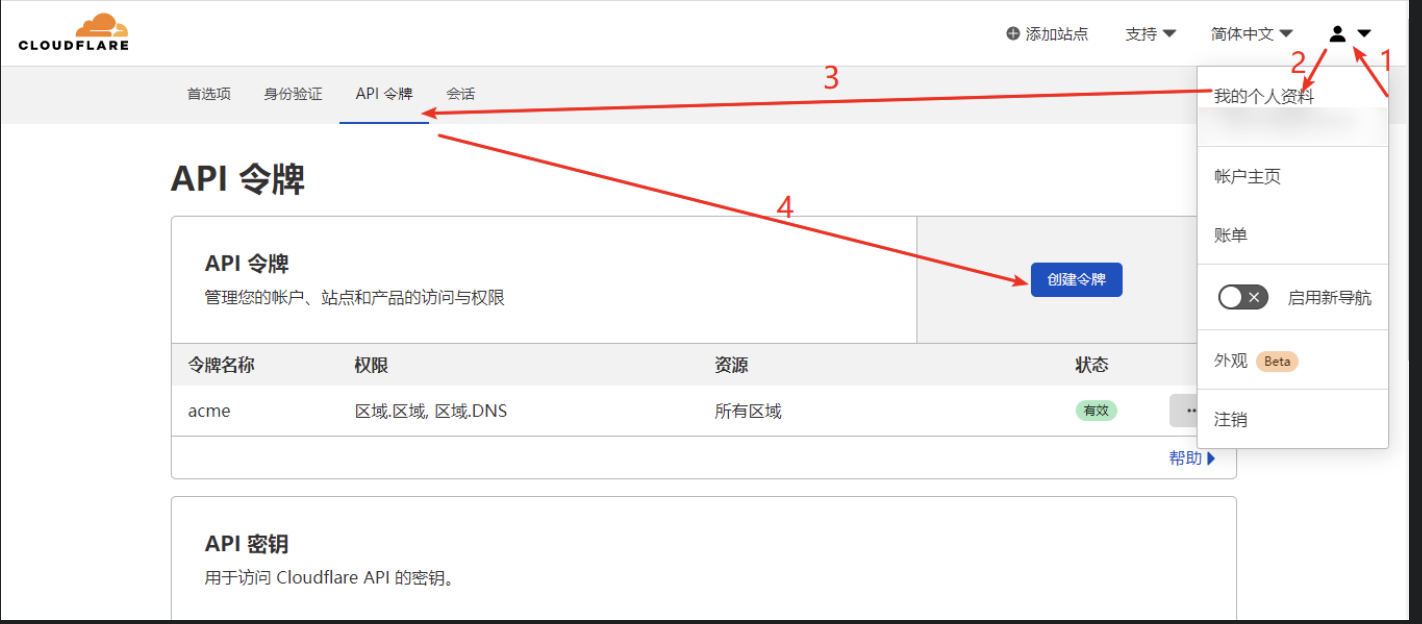 CLOUDFLARE
添加站点 支持 简体中文
1
2
3
首选项 身份验证 API 令牌 会话
我的个人资料
API 令牌
帐户主页
4
账单
API 令牌
管理您的帐户、站点和产品的访问与权限
创建令牌
启用新导航
令牌名称 权限 资源 状态
外观 Beta
acme 区域.区域, 区域.DNS 所有区域 有效
注销
帮助
API 密钥
用于访问 Cloudflare API 的密钥。